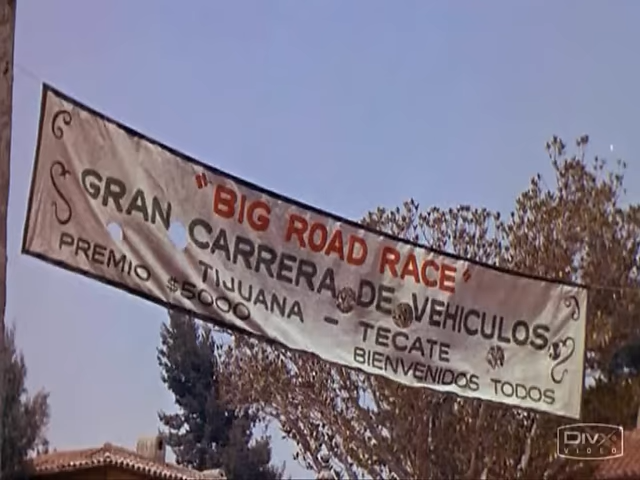 "BIG ROAD RACE"
GRAN CARRERA DE VEHICULOS
TIJUANA - TECATE
PREMIO $5000 BIENVENIDOS TODOS
DIVX
VIDEO